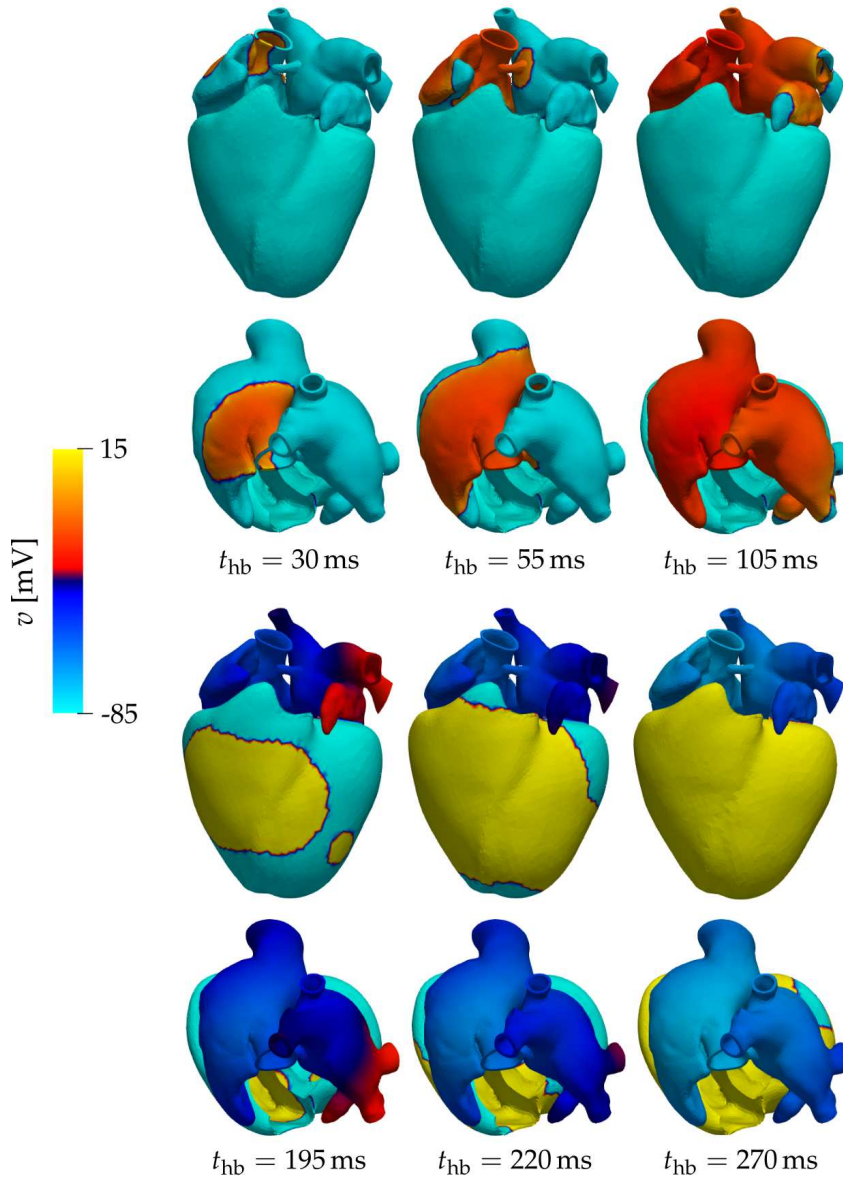 t_hb = 30 ms
t_hb = 55 ms
t_hb = 105 ms
15
v [mV]
-85
t_hb = 195 ms
t_hb = 220 ms
t_hb = 270 ms